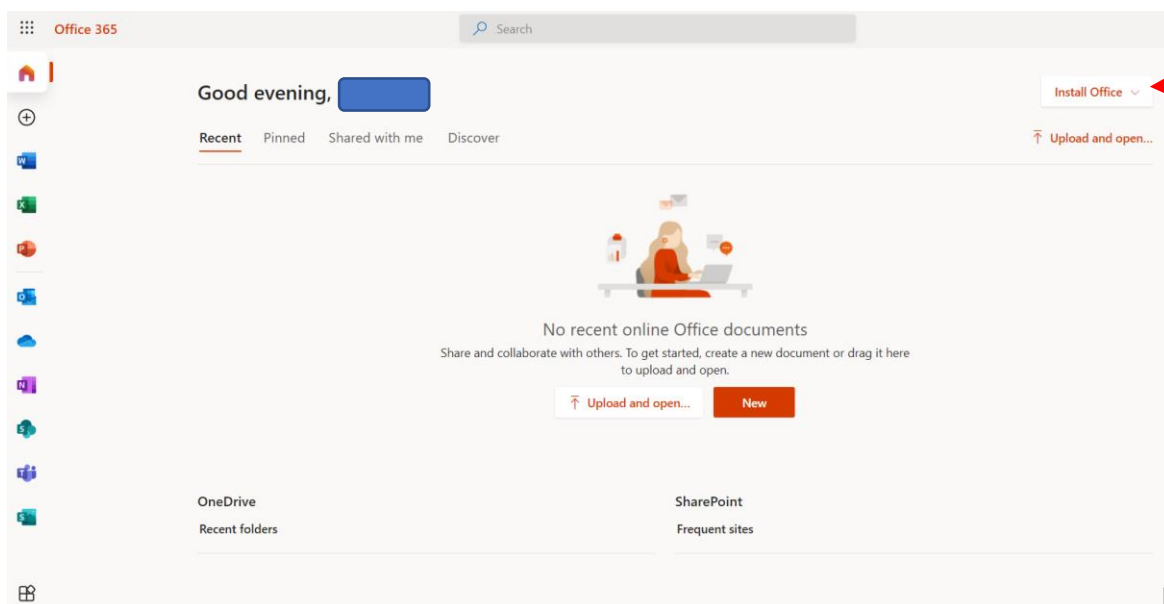 Office 365
Search
Good evening,
Install Office
Recent Pinned Shared with me Discover
Upload and open...
No recent online Office documents
Share and collaborate with others. To get started, create a new document or drag it here
to upload and open.
Upload and open... New
OneDrive SharePoint
Recent folders Frequent sites